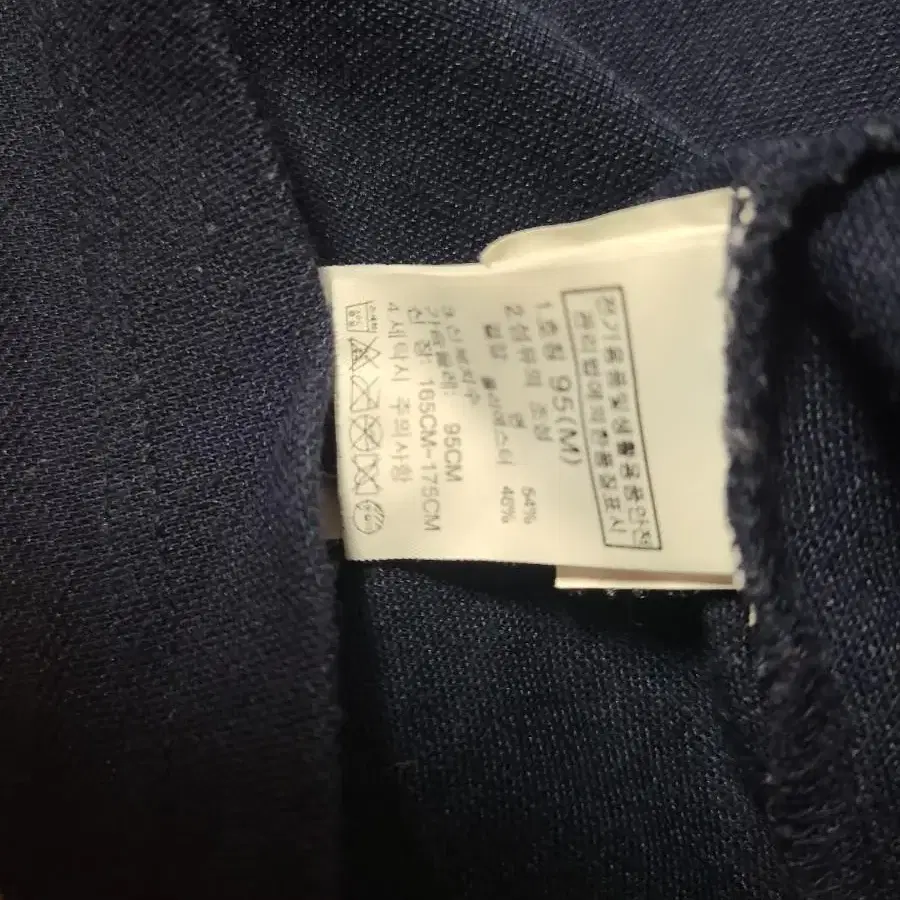 전기용품및생활용품안전
관리법에의한품질표시
1.호칭 95(M)
2.섬유의 조성
겉감 면 54%
폴리에스터 46%
3.신체치수
가슴둘레: 95CM
신 장: 165CM-175CM
4.세탁시 주의사항